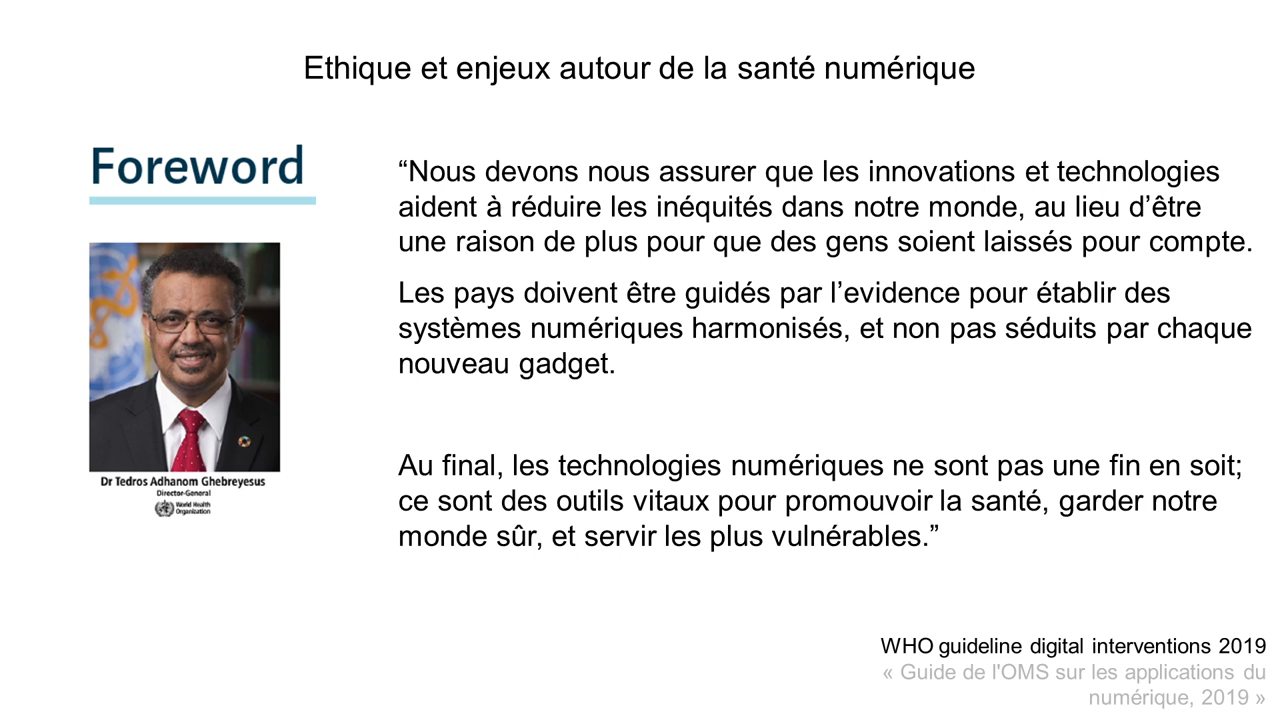 Ethique et enjeux autour de la santé numérique
Foreword
“Nous devons nous assurer que les innovations et technologies
aident à réduire les inéquités dans notre monde, au lieu d’être
une raison de plus pour que des gens soient laissés pour compte.
Les pays doivent être guidés par l’evidence pour établir des
systèmes numériques harmonisés, et non pas séduits par chaque
nouveau gadget.
Au final, les technologies numériques ne sont pas une fin en soit;
ce sont des outils vitaux pour promouvoir la santé, garder notre
monde sûr, et servir les plus vulnérables.”
Dr Tedros Adhanom Ghebreyesus
Director-General
World Health
Organization
WHO guideline digital interventions 2019
« Guide de l'OMS sur les applications du
numérique, 2019 »